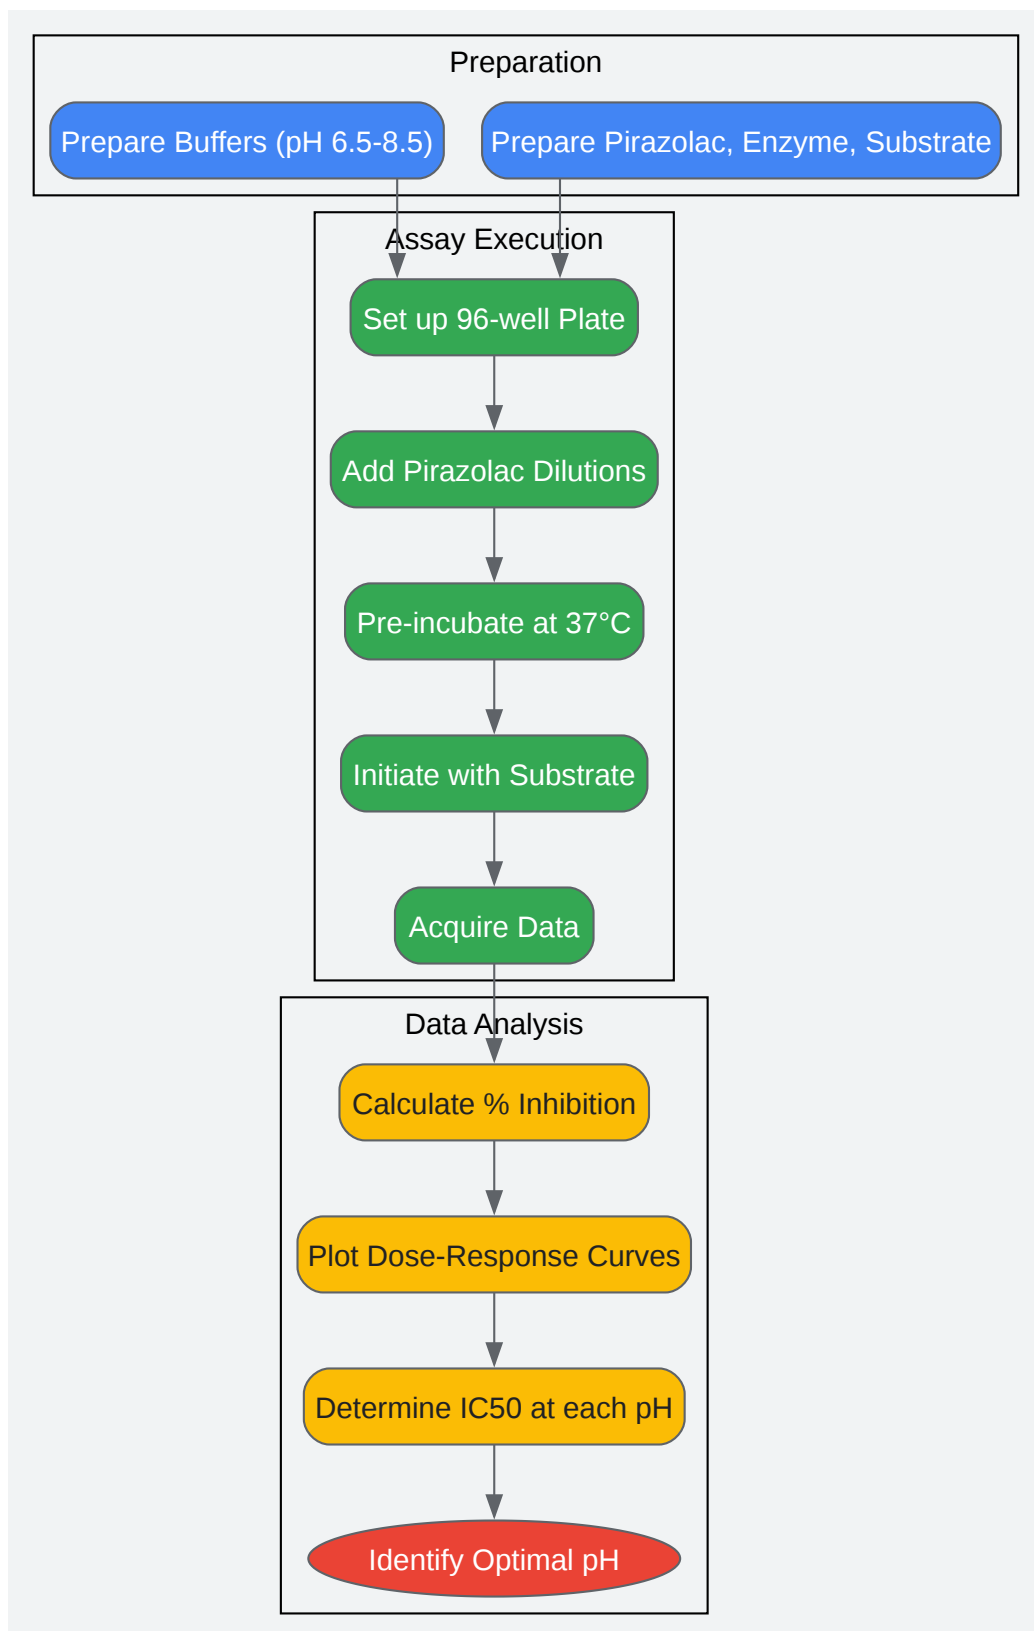 Preparation
Prepare Buffers (pH 6.5-8.5)
Prepare Pirazolac, Enzyme, Substrate
Assay Execution
Set up 96-well Plate
Add Pirazolac Dilutions
Pre-incubate at 37°C
Initiate with Substrate
Acquire Data
Data Analysis
Calculate % Inhibition
Plot Dose-Response Curves
Determine IC50 at each pH
Identify Optimal pH